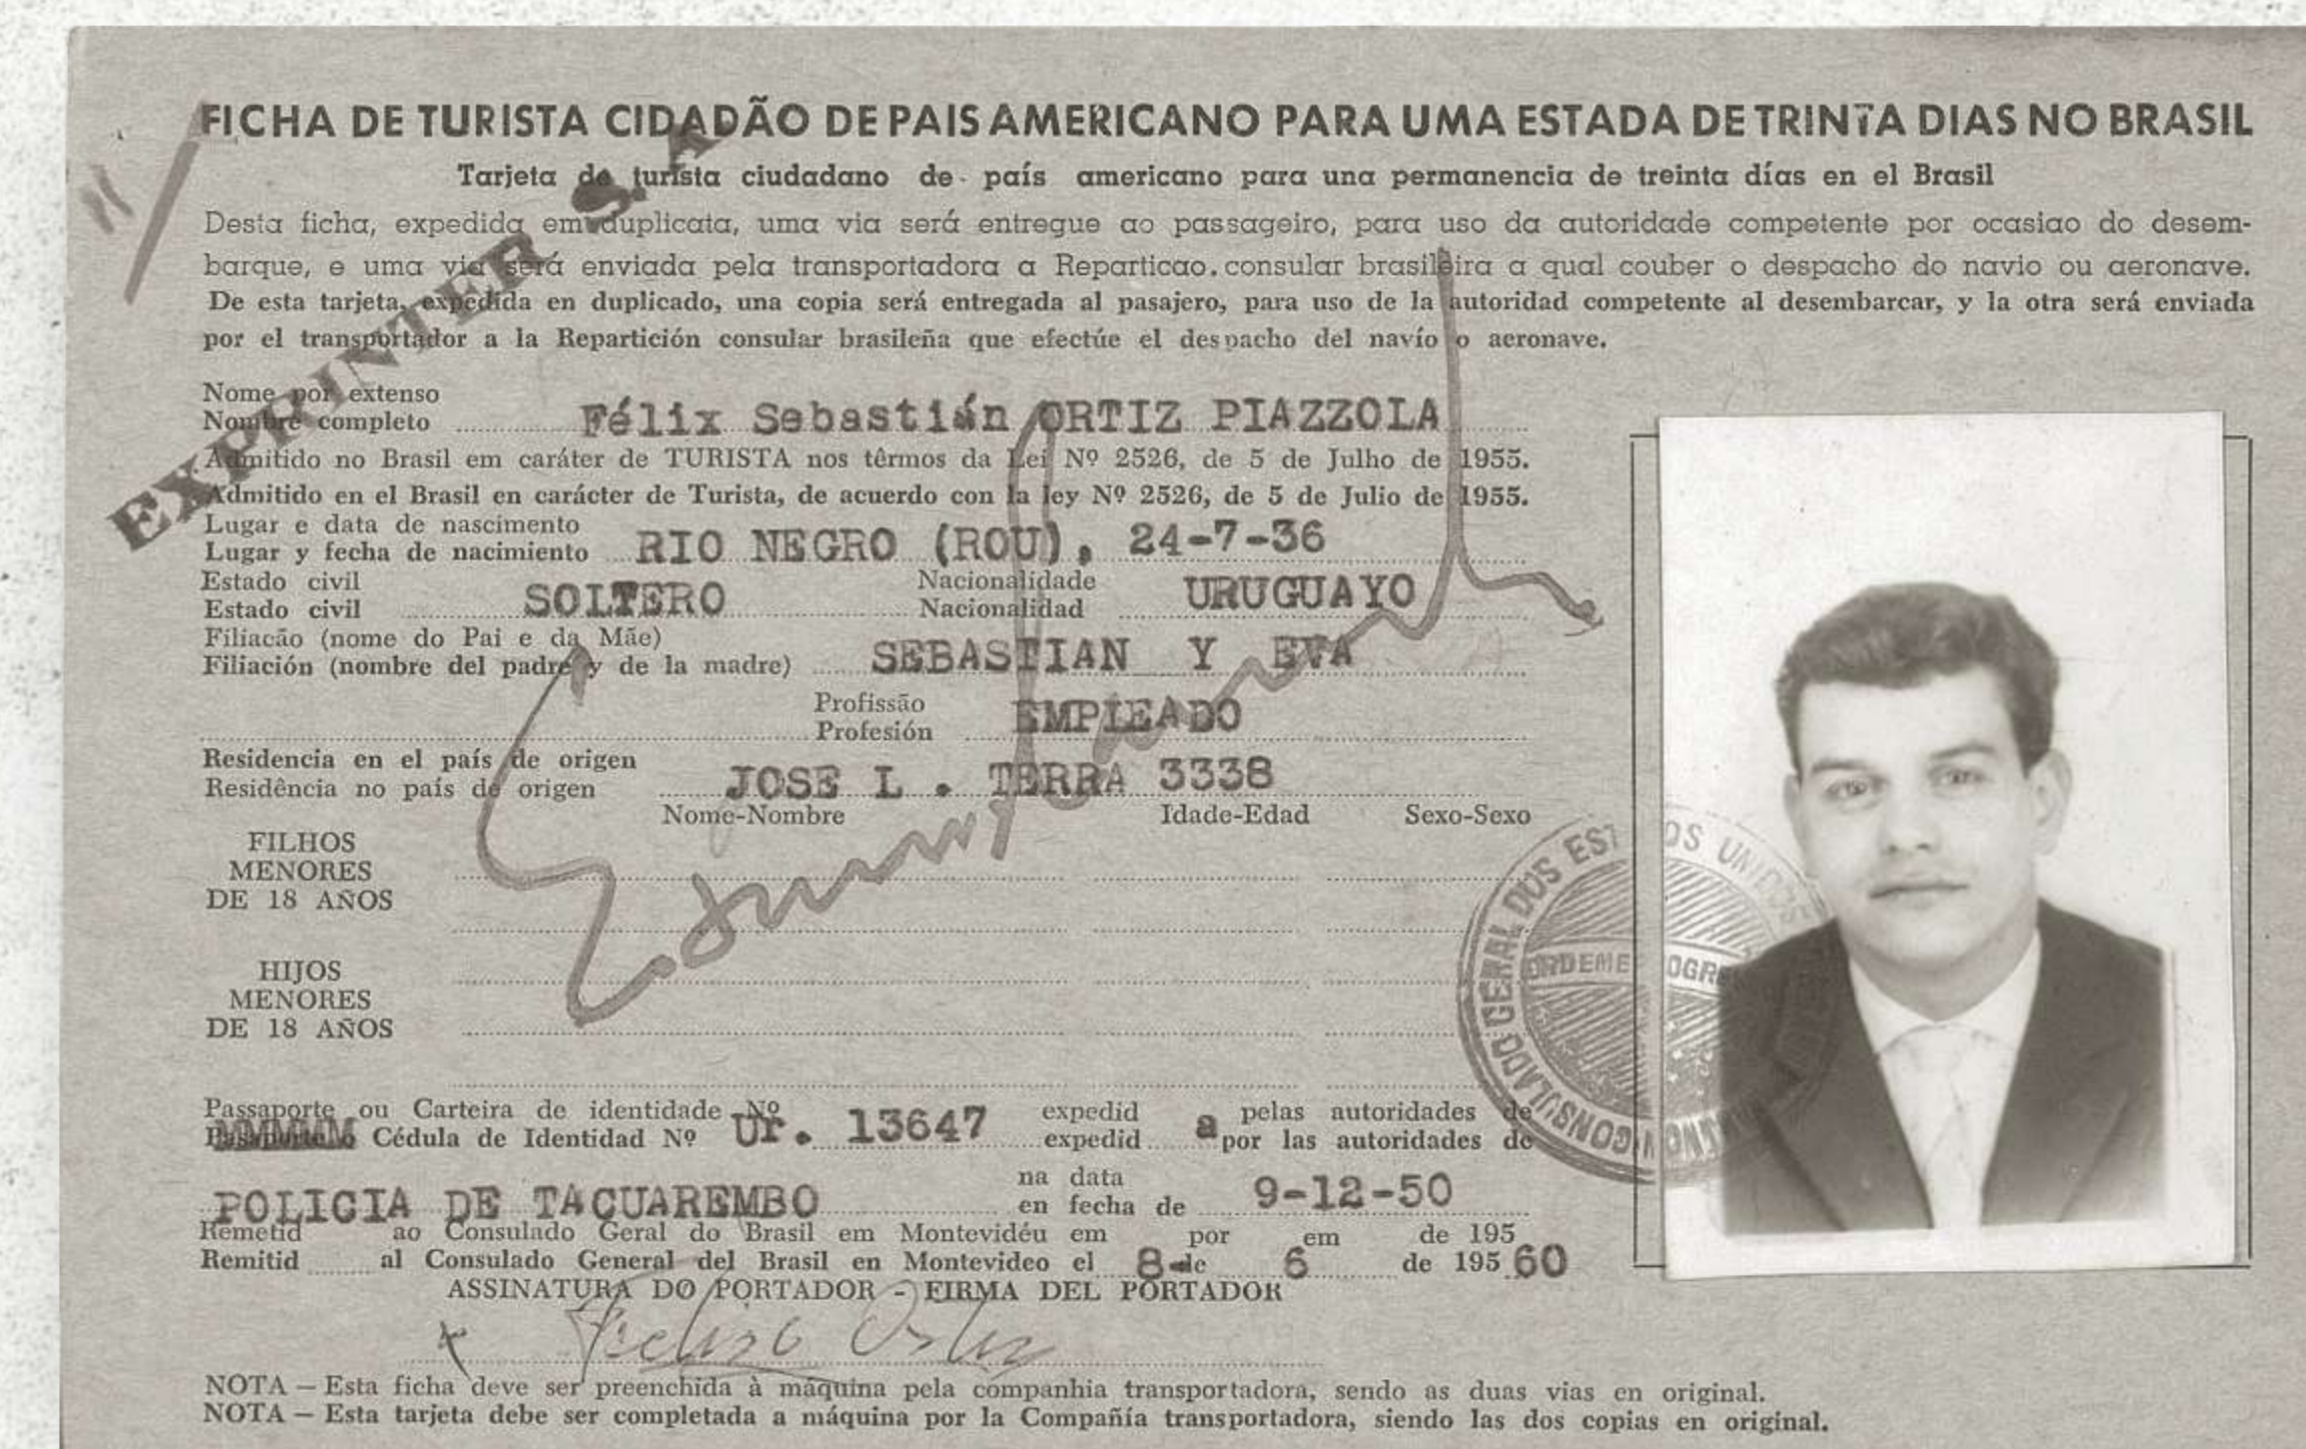 FICHA DE TURISTA CIDADÃO DE PAIS AMERICANO PARA UMA ESTADA DE TRINTA DIAS NO BRASIL
Tarjeta de turista ciudadano de país americano para una permanencia de treinta días en el Brasil
Desta ficha, expedida em duplicata, uma via será entregue ao passageiro, para uso da autoridade competente por ocasiao do desem-
barque, e uma via será enviada pela transportadora a Reparticao consular brasileira a qual couber o despacho do navio ou aeronave.
De esta tarjeta, expedida en duplicado, una copia será entregada al pasajero, para uso de la autoridad competente al desembarcar, y la otra será enviada
por el transportador a la Repartición consular brasileña que efectúe el despacho del navío o aeronave.
EXPRINTER S. A
Nome por extenso
Nombre completo Félix Sebastián ORTIZ PIAZZOLA
Admitido no Brasil em caráter de TURISTA nos têrmos da Lei Nº 2526, de 5 de Julho de 1955.
Admitido en el Brasil en carácter de Turista, de acuerdo con la ley Nº 2526, de 5 de Julio de 1955.
Lugar e data de nascimento
Lugar y fecha de nacimiento RIO NEGRO (ROU), 24-7-36
Estado civil Nacionalidade
Estado civil SOLTERO Nacionalidad URUGUAYO
Filiacão (nome do Pai e da Mãe)
Filiación (nombre del padre y de la madre) SEBASTIAN Y EVA
Profissão
Profesión EMPLEADO
Residencia en el país de origen
Residência no país de origen JOSE L. TERRA 3338
Nome-Nombre Idade-Edad Sexo-Sexo
FILHOS
MENORES
DE 18 AÑOS
HIJOS
MENORES
DE 18 AÑOS
CONSULADO GERAL DOS ESTADOS UNIDOS
ORDEM E PROGRE
Passaporte ou Carteira de identidade Nº expedid pelas autoridades de
Pasaporte o Cédula de Identidad Nº Ur. 13647 expedid a por las autoridades de
na data
POLICIA DE TACUAREMBO en fecha de 9-12-50
Remetid ao Consulado Geral do Brasil em Montevidéu em por em de 195
Remitid al Consulado General del Brasil en Montevideo el 8 de 6 de 195 60
ASSINATURA DO PORTADOR - FIRMA DEL PORTADOR
NOTA — Esta ficha deve ser preenchida à máquina pela companhia transportadora, sendo as duas vias en original.
NOTA — Esta tarjeta debe ser completada a máquina por la Compañía transportadora, siendo las dos copias en original.